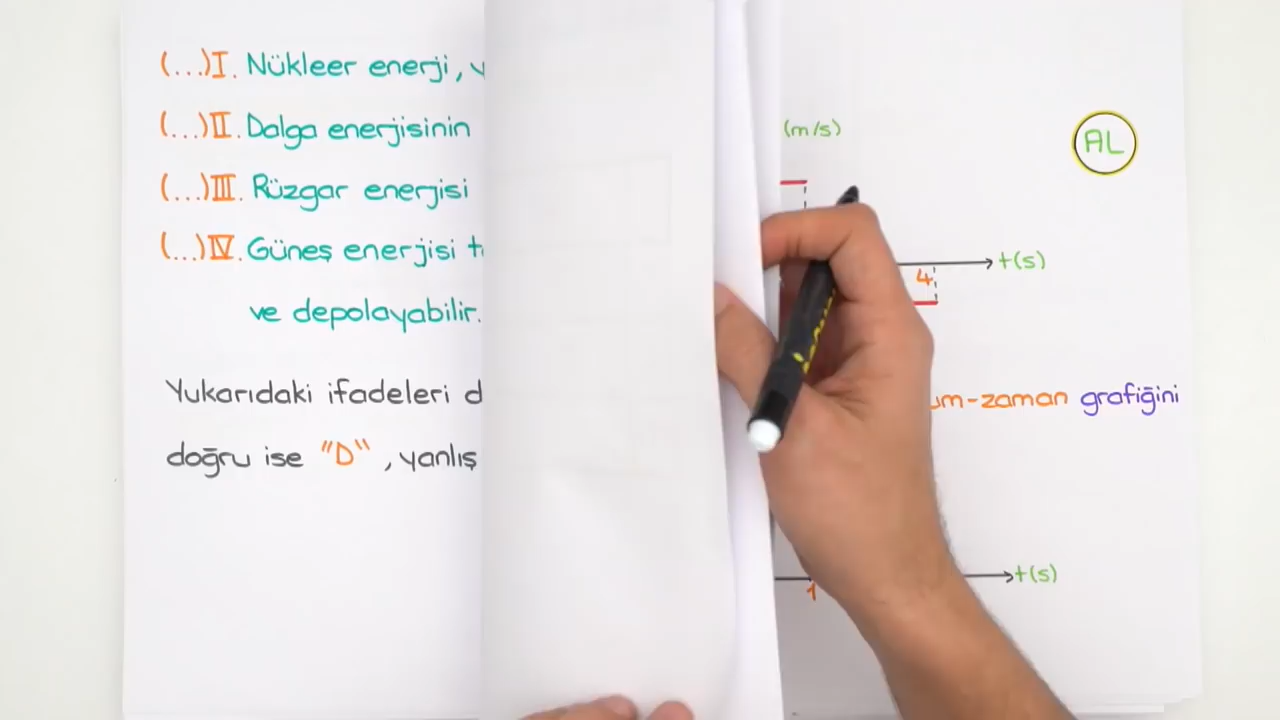 (...)I. Nükleer enerji,
(...)II. Dalga enerjisinin
(...)III. Rüzgar enerjisi
(...)IV. Güneş enerjisi
ve depolayabilir.
Yukarıdaki ifadeleri
doğru ise "D", yanlış
(m/s)
AL
t(s)
4
um-zaman grafiğini
t(s)
1